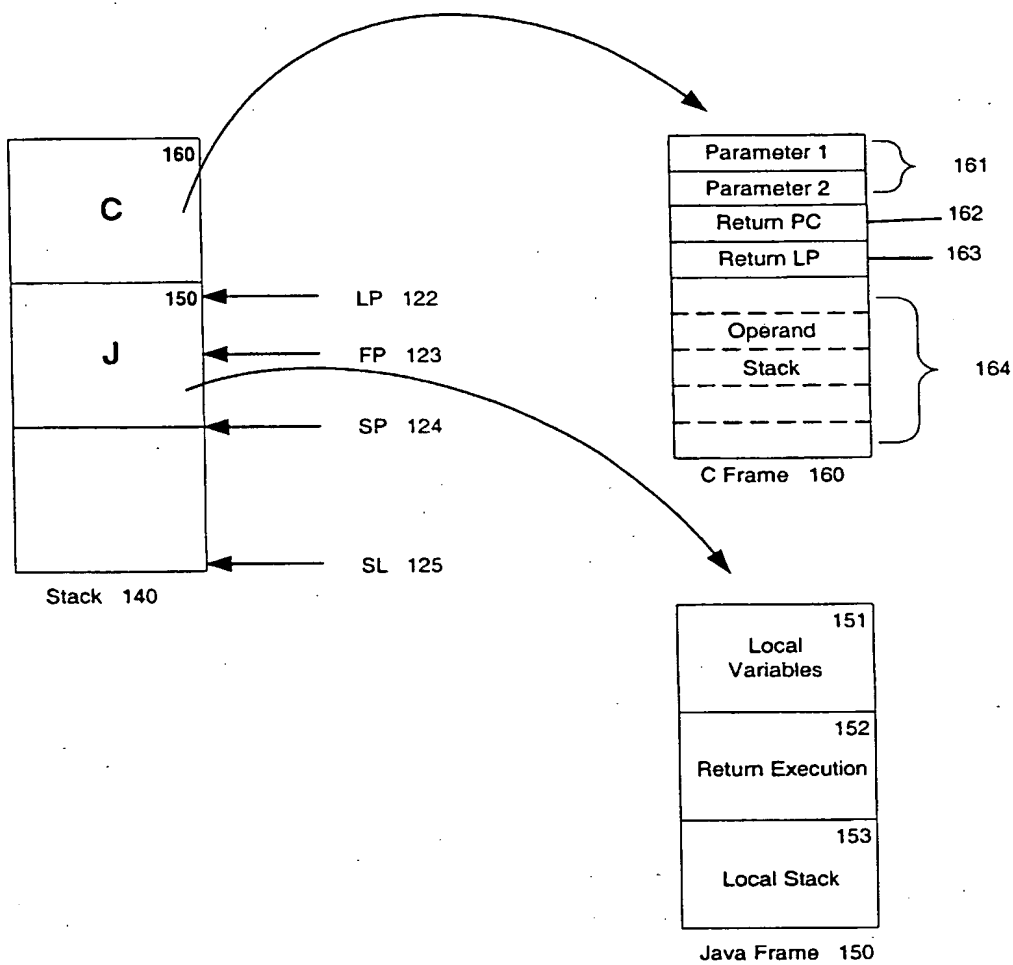 160
C
150
J
LP 122
FP 123
SP 124
SL 125
Stack 140
Parameter 1
Parameter 2
161
Return PC
162
Return LP
163
Operand
Stack
164
C Frame 160
151
Local
Variables
152
Return Execution
153
Local Stack
Java Frame 150